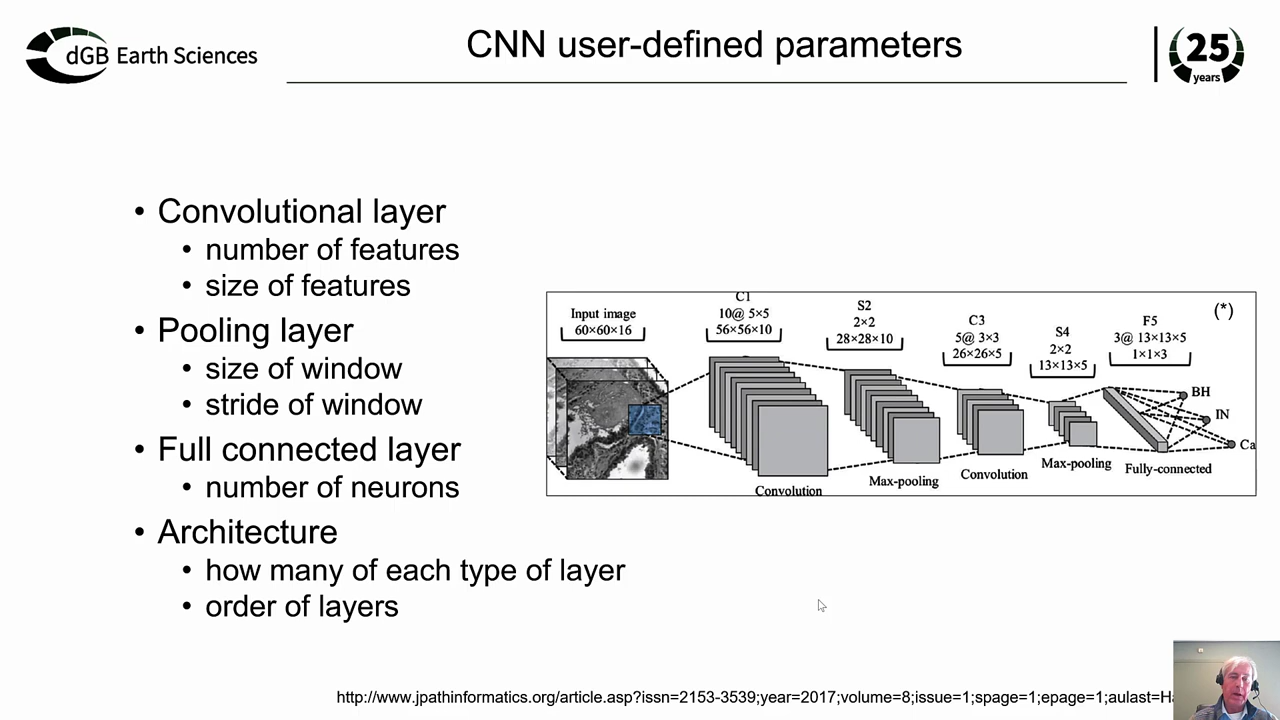 dGB Earth Sciences
CNN user-defined parameters
25
years
• Convolutional layer
• number of features
• size of features
• Pooling layer
• size of window
• stride of window
• Full connected layer
• number of neurons
• Architecture
• how many of each type of layer
• order of layers
(*)
Input image
60×60×16
C1
10@ 5×5
56×56×10
S2
2×2
28×28×10
C3
5@ 3×3
26×26×5
S4
2×2
13×13×5
F5
3@ 13×13×5
1×1×3
BH
IN
Ca
Convolution
Max-pooling
Convolution
Max-pooling
Fully-connected
http://www.jpathinformatics.org/article.asp?issn=2153-3539;year=2017;volume=8;issue=1;spage=1;epage=1;aulast=Ha